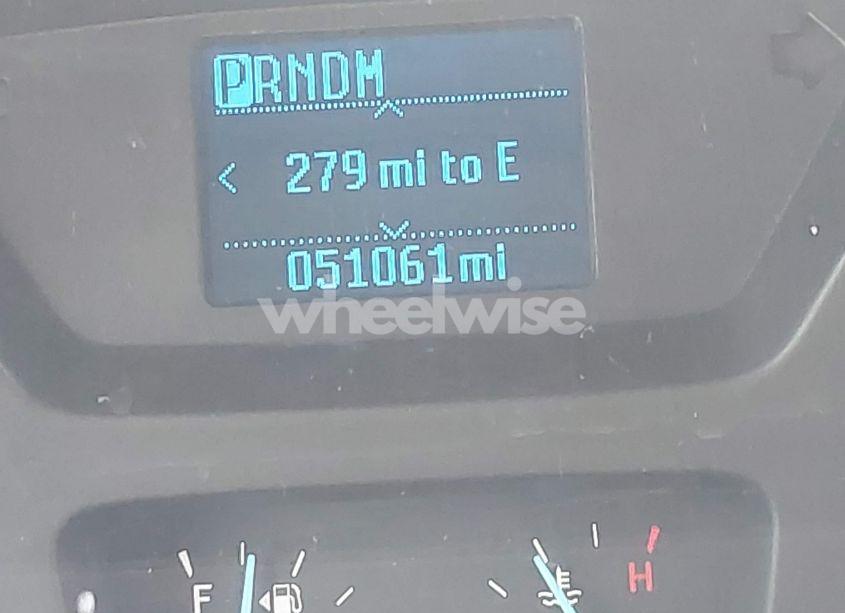 PRNDM
< 279 mi to E
051061mi
wheelwise
F H